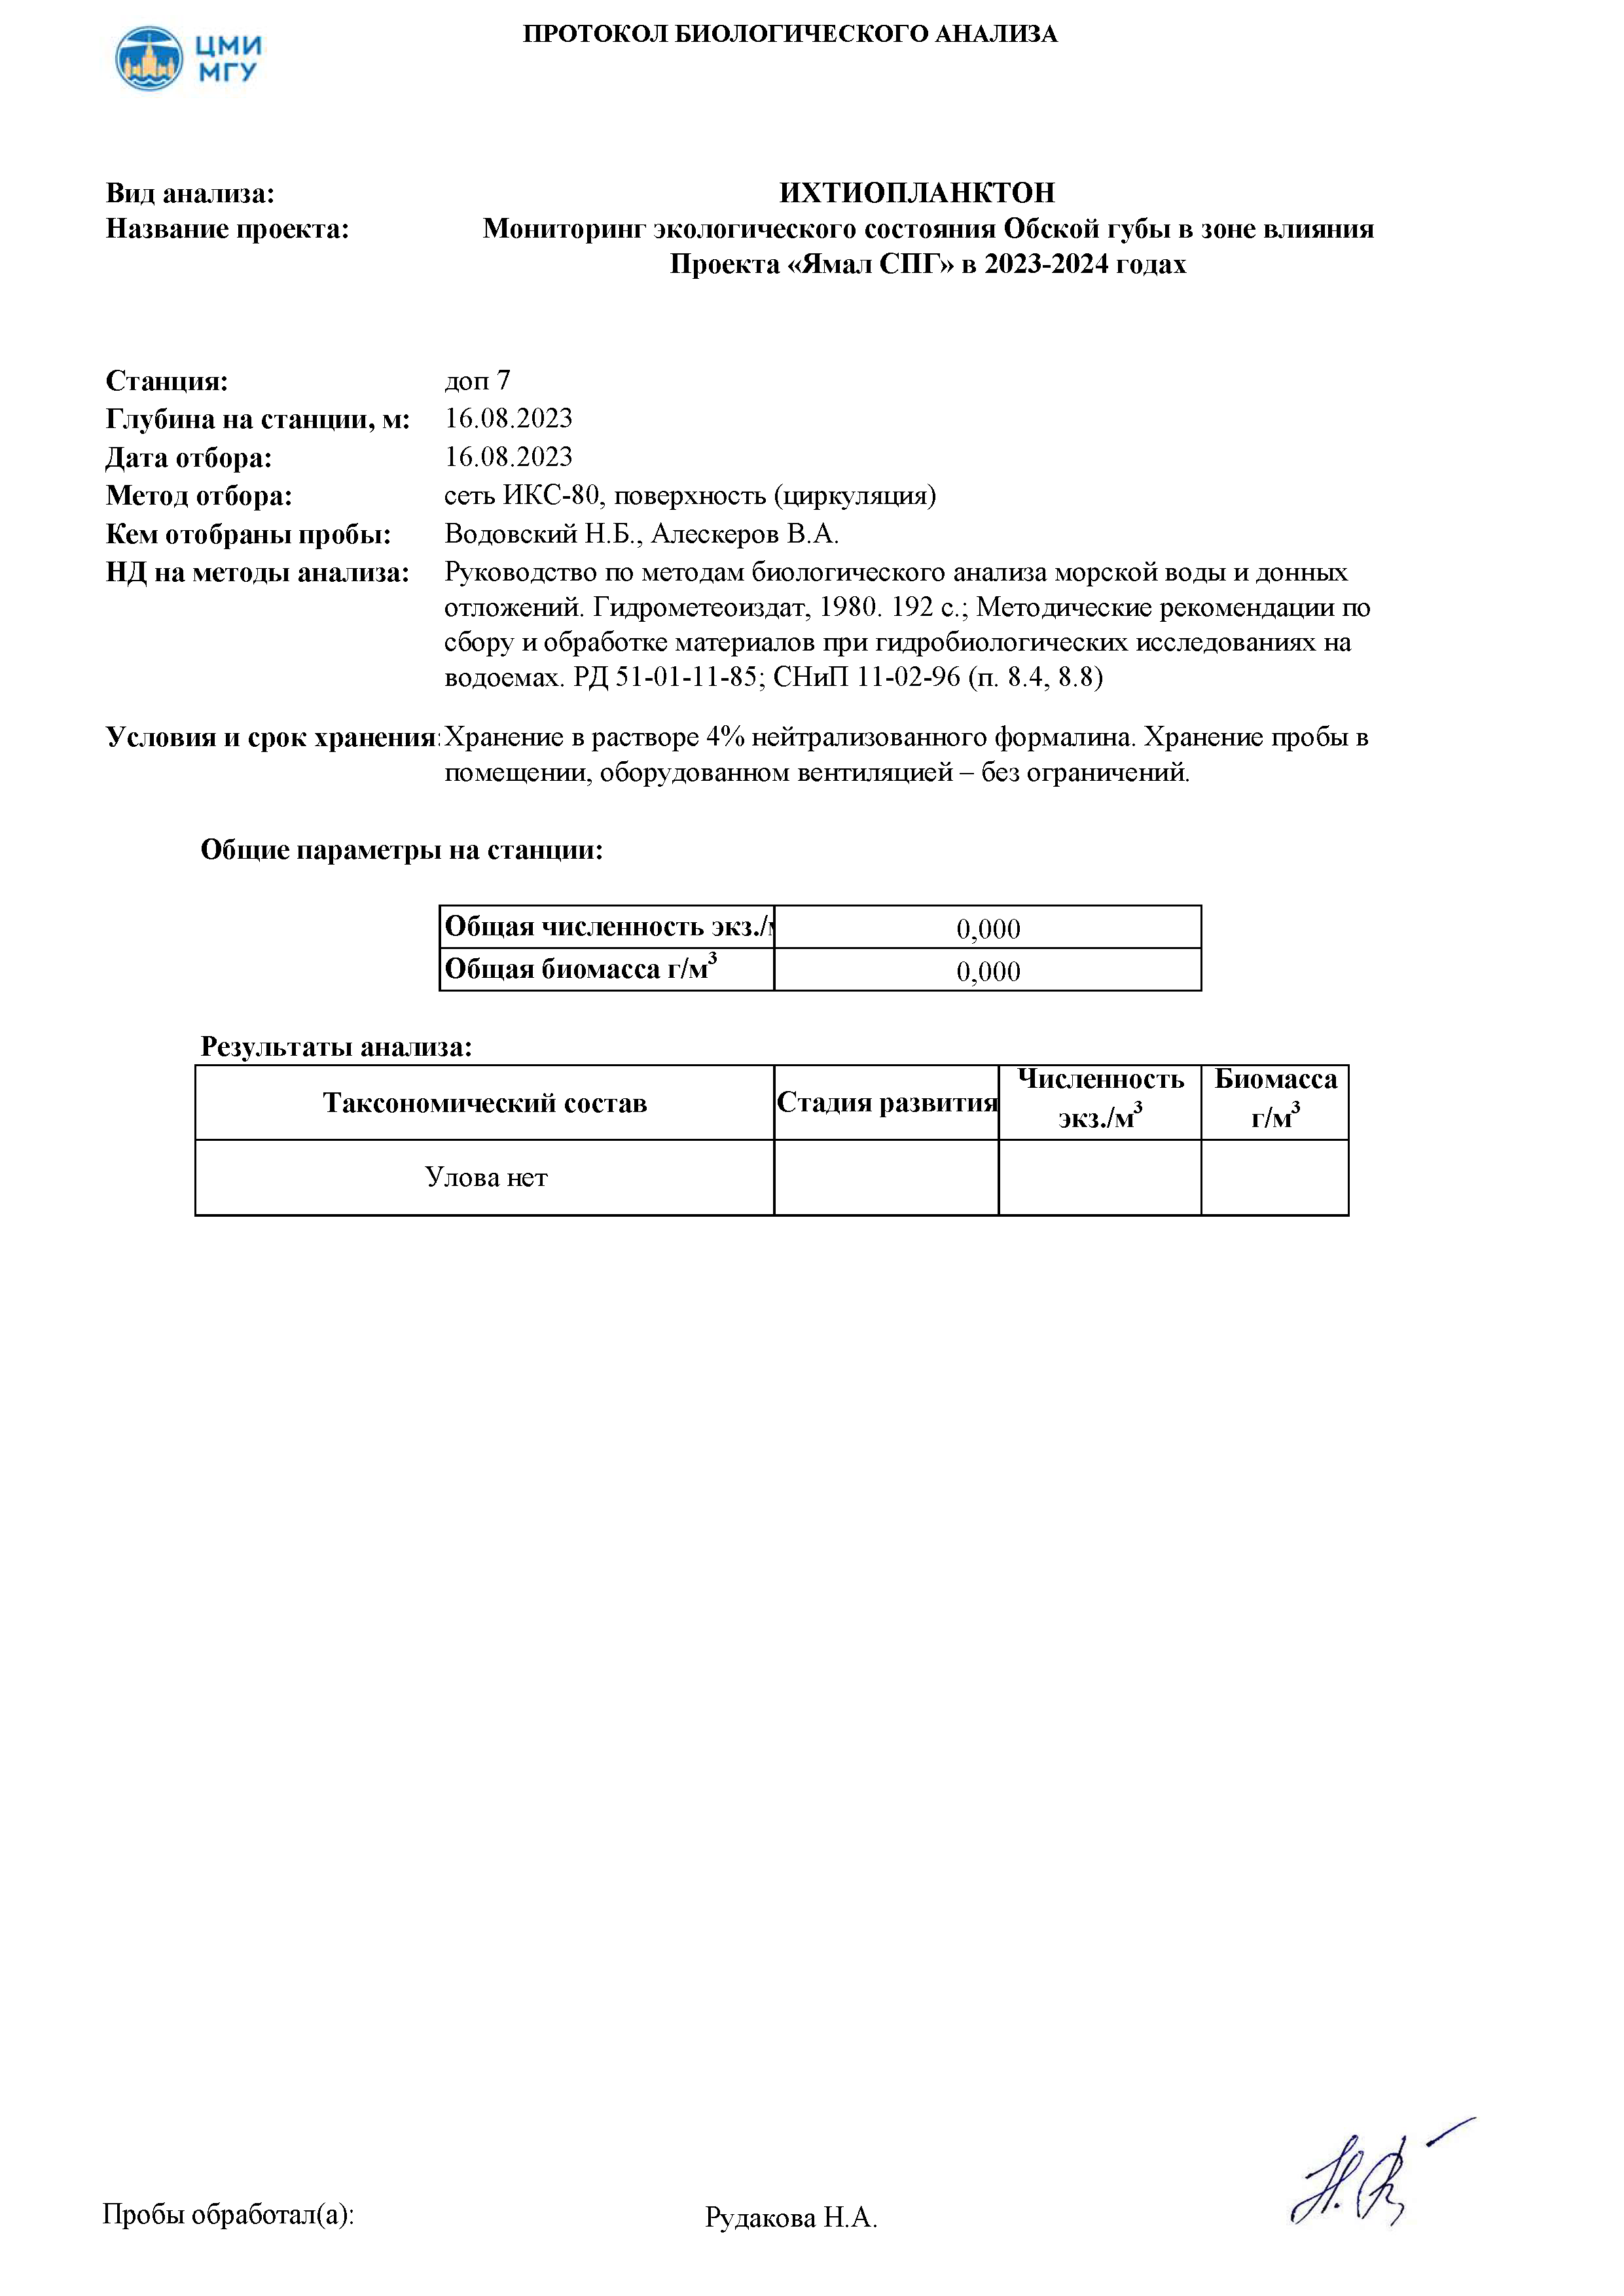 ЦМИ
МГУ
ПРОТОКОЛ БИОЛОГИЧЕСКОГО АНАЛИЗА
Вид анализа: ИХТИОПЛАНКТОН
Название проекта: Мониторинг экологического состояния Обской губы в зоне влияния
Проекта «Ямал СПГ» в 2023-2024 годах
Станция: доп 7
Глубина на станции, м: 16.08.2023
Дата отбора: 16.08.2023
Метод отбора: сеть ИКС-80, поверхность (циркуляция)
Кем отобраны пробы: Водовский Н.Б., Алескеров В.А.
НД на методы анализа: Руководство по методам биологического анализа морской воды и донных
отложений. Гидрометеоиздат, 1980. 192 с.; Методические рекомендации по
сбору и обработке материалов при гидробиологических исследованиях на
водоемах. РД 51-01-11-85; СНиП 11-02-96 (п. 8.4, 8.8)
Условия и срок хранения: Хранение в растворе 4% нейтрализованного формалина. Хранение пробы в
помещении, оборудованном вентиляцией – без ограничений.
Общие параметры на станции:
Общая численность экз./ 0,000
Общая биомасса г/м³ 0,000
Результаты анализа:
Таксономический состав Стадия развития Численность экз./м³ Биомасса г/м³
Улова нет
Пробы обработал(а): Рудакова Н.А.